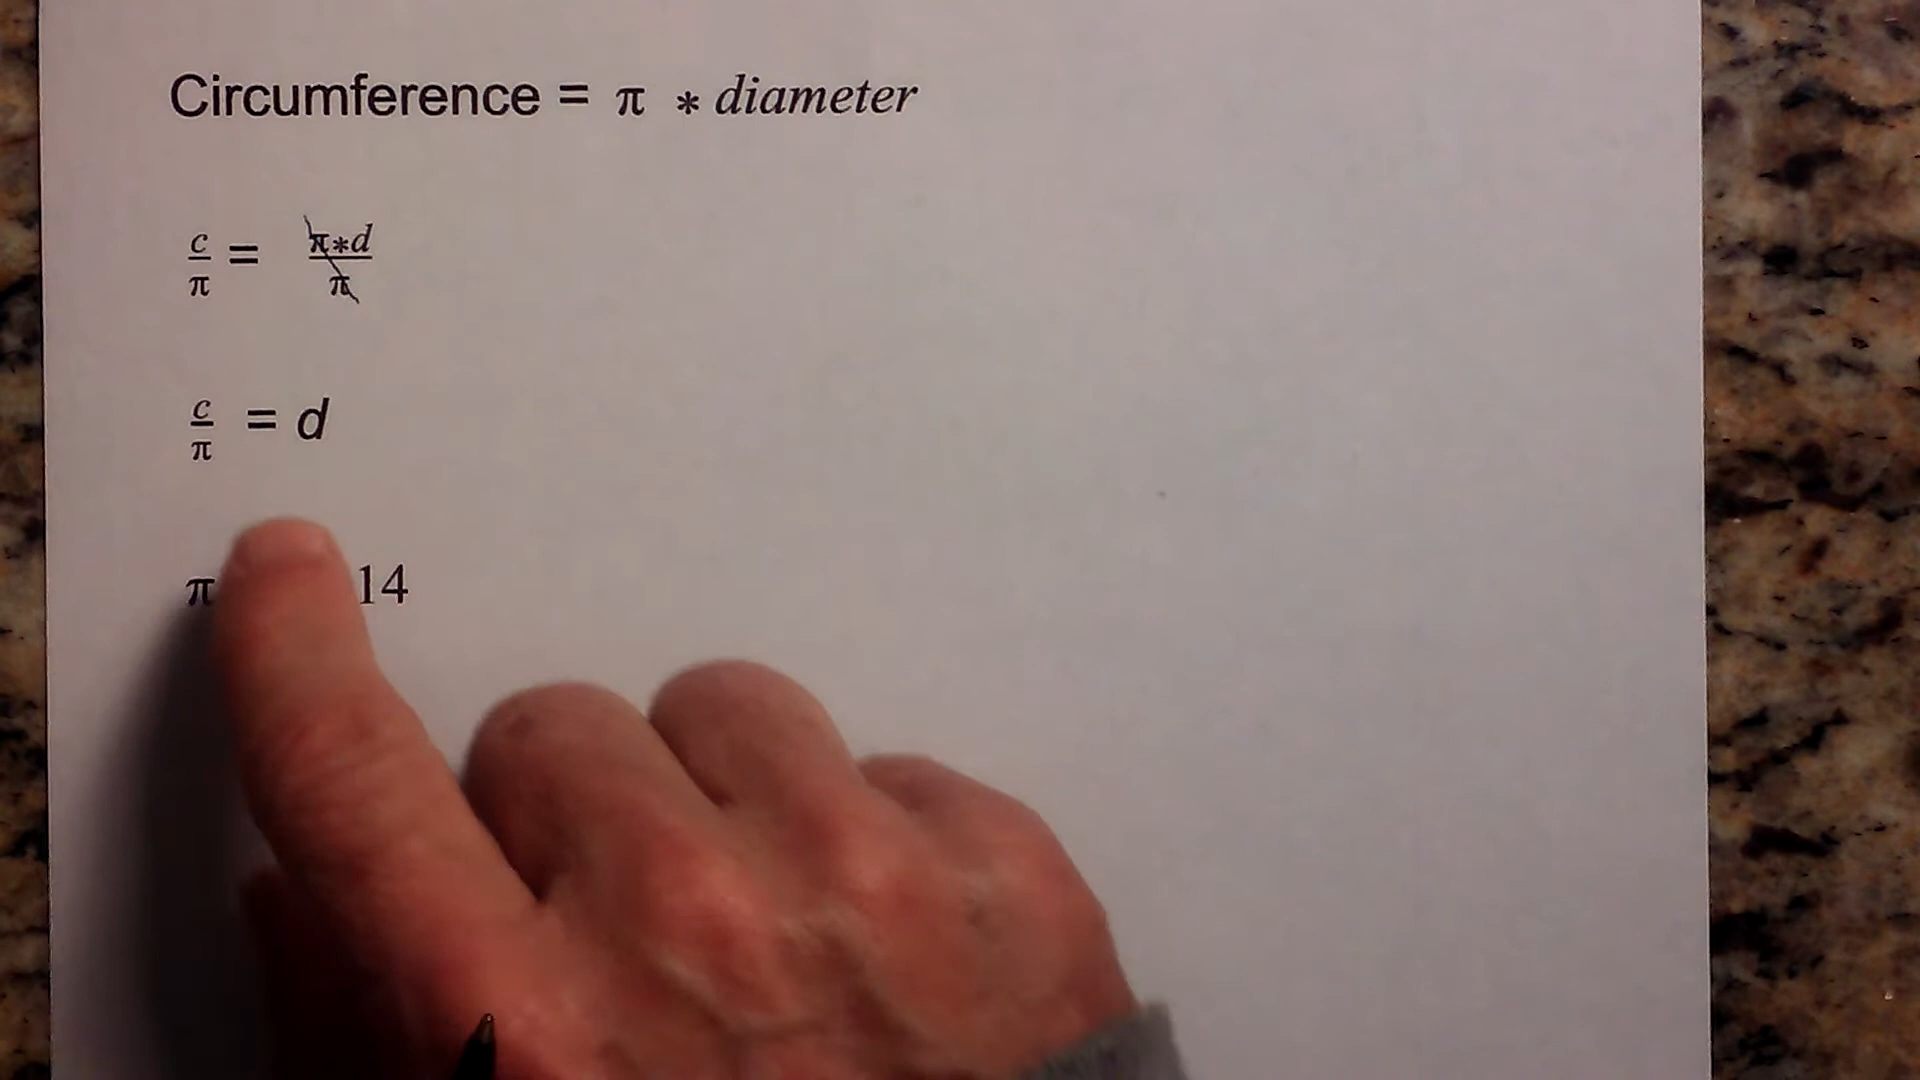 Circumference = π * diameter
c/π = π*d/π
c/π = d
π 14